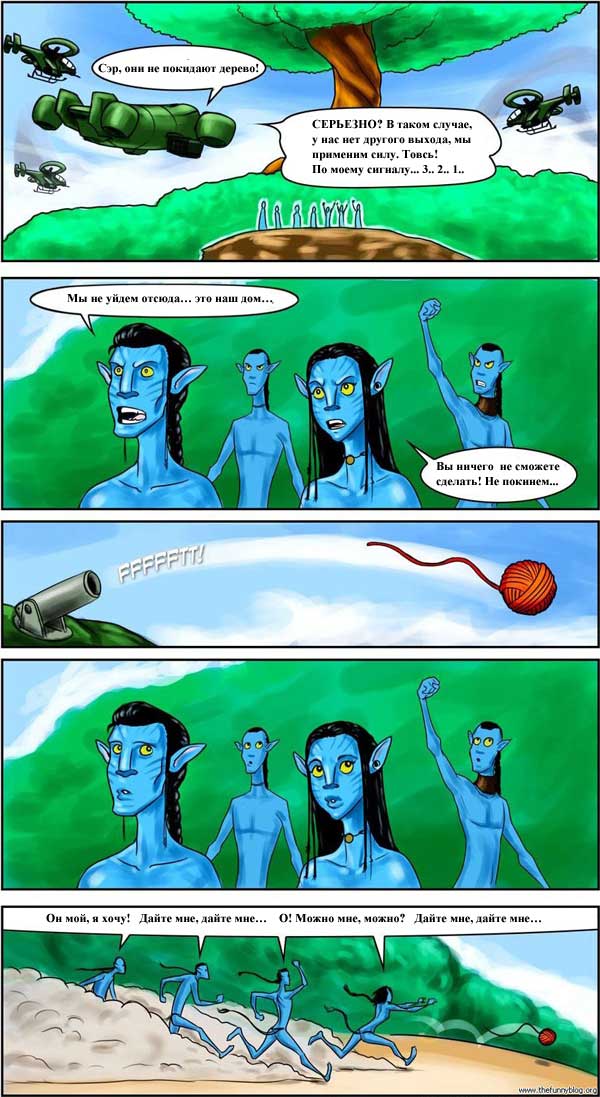 Сэр, они не покидают дерево!
СЕРЬЕЗНО? В таком случае,
у нас нет другого выхода, мы
применим силу. Товсь!
По моему сигналу... 3.. 2.. 1..
Мы не уйдем отсюда... это наш дом...
Вы ничего не сможете
сделать! Не покинем...
FFFFFTT!
Он мой, я хочу! Дайте мне, дайте мне... О! Можно мне, можно? Дайте мне, дайте мне...
www.thefunnyblog.org